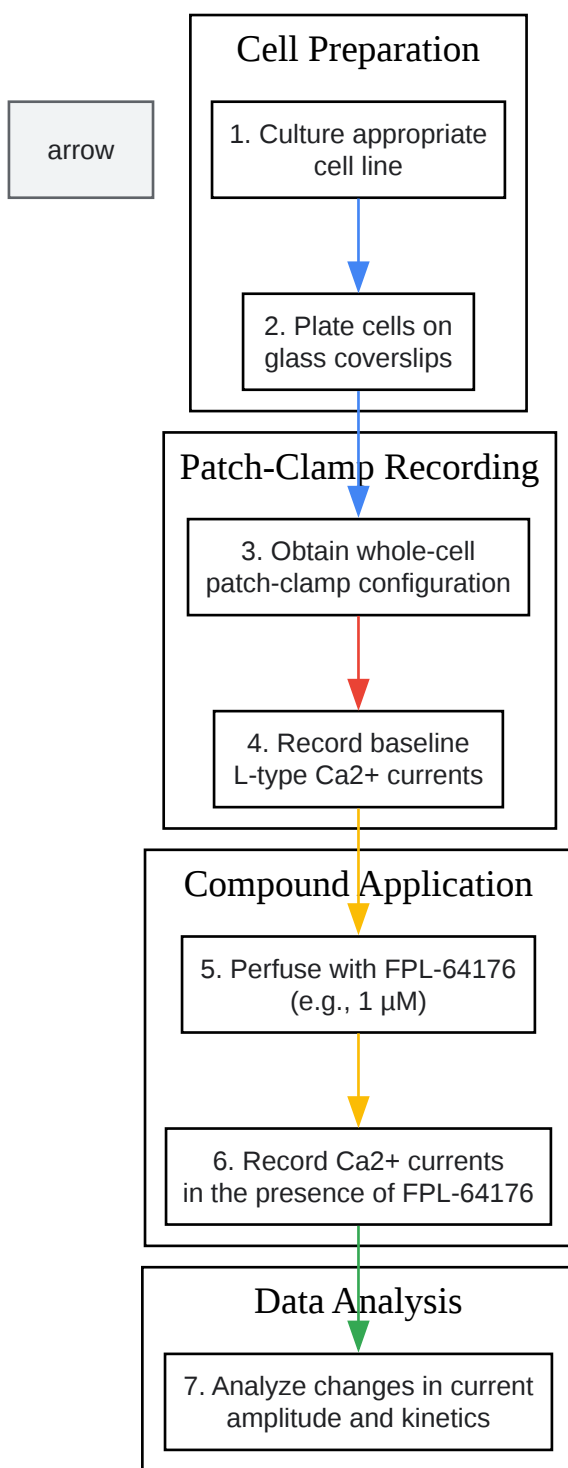 Cell Preparation
arrow
1. Culture appropriate
cell line
2. Plate cells on
glass coverslips
Patch-Clamp Recording
3. Obtain whole-cell
patch-clamp configuration
4. Record baseline
L-type Ca2+ currents
Compound Application
5. Perfuse with FPL-64176
(e.g., 1 µM)
6. Record Ca2+ currents
in the presence of FPL-64176
Data Analysis
7. Analyze changes in current
amplitude and kinetics